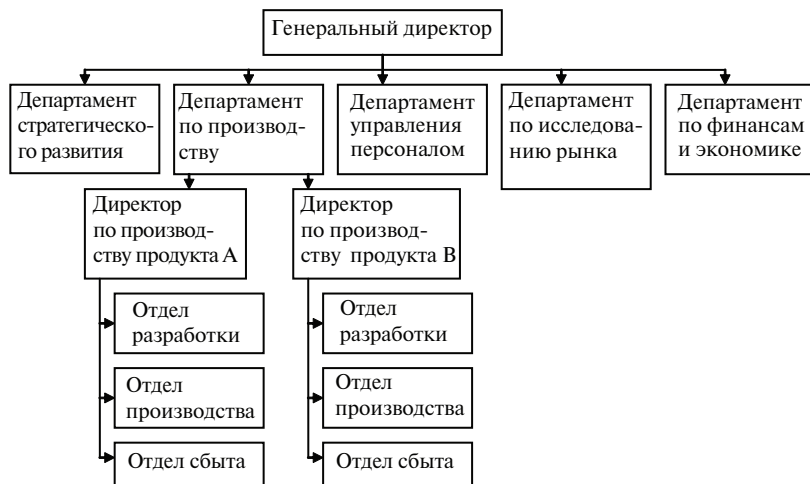 Генеральный директор
Департамент
стратегическо-
го развития
Департамент
по производ-
ству
Департамент
управления
персоналом
Департамент
по исследова-
нию рынка
Департамент
по финансам
и экономике
Директор
по производ-
ству продукта А
Директор
по произвoд-
ству продукта В
Отдел
разработки
Отдел
производства
Отдел сбыта
Отдел
разработки
Отдел
производства
Отдел сбыта